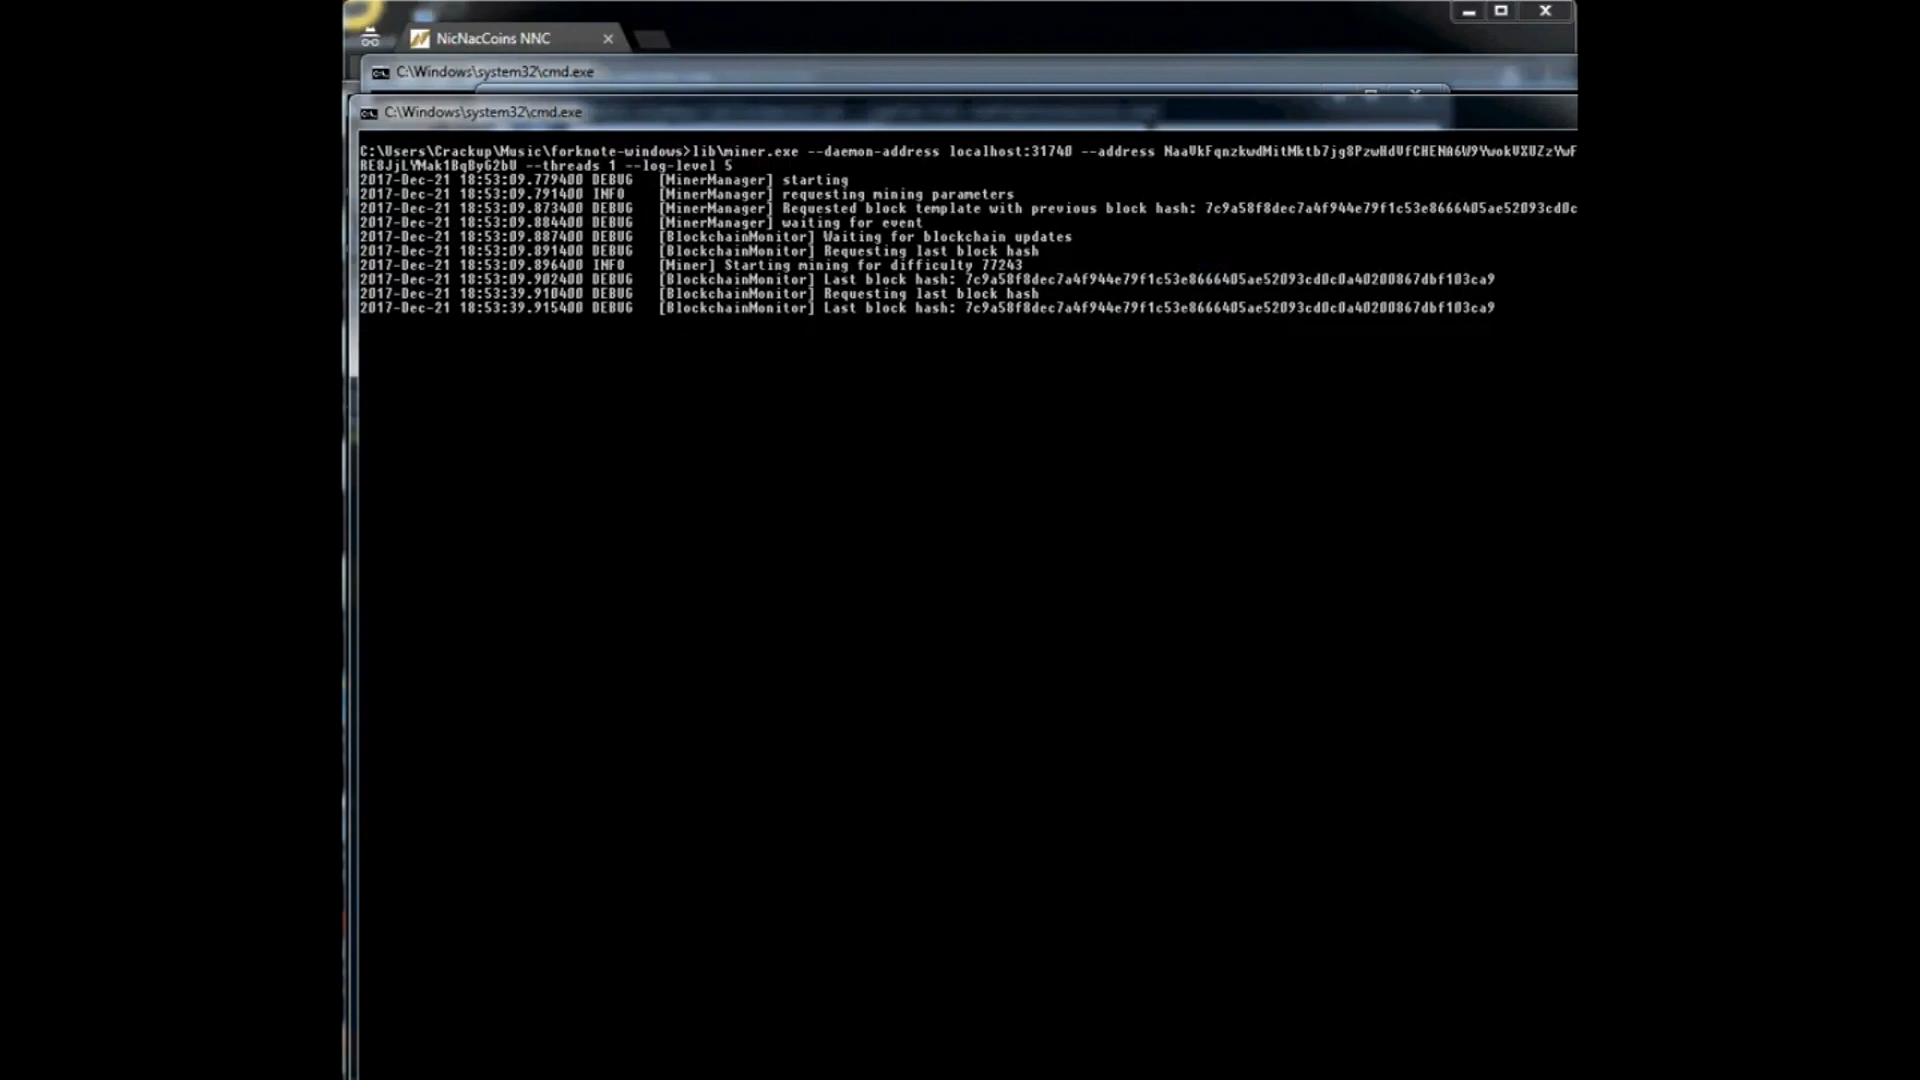 NicNacCoins NNC
C:\Windows\system32\cmd.exe
C:\Windows\system32\cmd.exe
C:\Users\Crackup\Music\forknote-windows>lib\miner.exe --daemon-address localhost:31740 --address NaaVkFqnzkwdMitMktb7jg8PzwHdVfCHENA6W9YwokVXUZzYwF
RE8JjLYMak1BqByG2bU --threads 1 --log-level 5
2017-Dec-21 18:53:09.779400 DEBUG [MinerManager] starting
2017-Dec-21 18:53:09.791400 INFO [MinerManager] requesting mining parameters
2017-Dec-21 18:53:09.873400 DEBUG [MinerManager] Requested block template with previous block hash: 7c9a58f8dec7a4f944e79f1c53e8666405ae52093cd0c
2017-Dec-21 18:53:09.884400 DEBUG [MinerManager] waiting for event
2017-Dec-21 18:53:09.887400 DEBUG [BlockchainMonitor] Waiting for blockchain updates
2017-Dec-21 18:53:09.891400 DEBUG [BlockchainMonitor] Requesting last block hash
2017-Dec-21 18:53:09.896400 INFO [Miner] Starting mining for difficulty 77243
2017-Dec-21 18:53:09.902400 DEBUG [BlockchainMonitor] Last block hash: 7c9a58f8dec7a4f944e79f1c53e8666405ae52093cd0c0a40200867dbf103ca9
2017-Dec-21 18:53:39.910400 DEBUG [BlockchainMonitor] Requesting last block hash
2017-Dec-21 18:53:39.915400 DEBUG [BlockchainMonitor] Last block hash: 7c9a58f8dec7a4f944e79f1c53e8666405ae52093cd0c0a40200867dbf103ca9